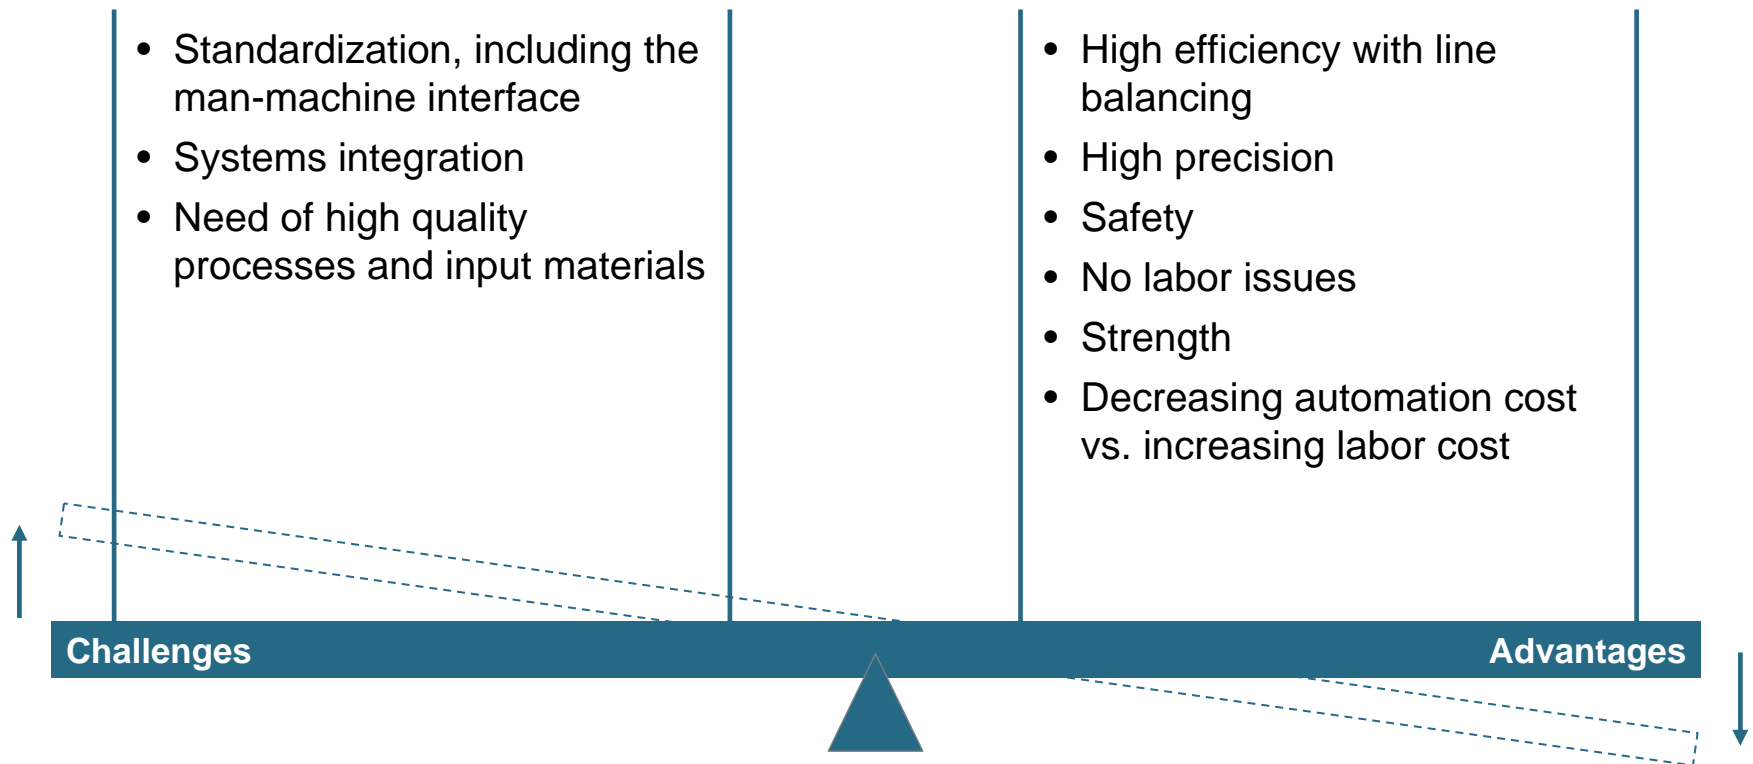 • Standardization, including the
man-machine interface
• Systems integration
• Need of high quality
processes and input materials
• High efficiency with line
balancing
• High precision
• Safety
• No labor issues
• Strength
• Decreasing automation cost
vs. increasing labor cost
Challenges
Advantages